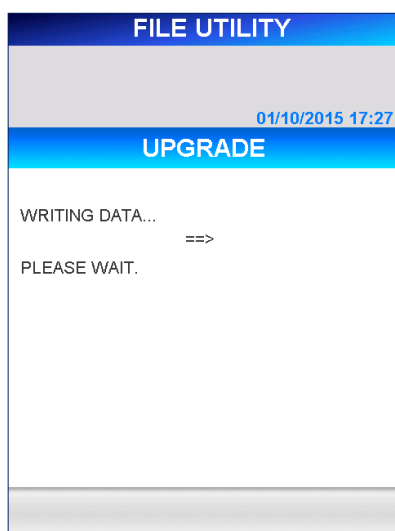 FILE UTILITY
01/10/2015 17:27
UPGRADE
WRITING DATA...
==>
PLEASE WAIT.